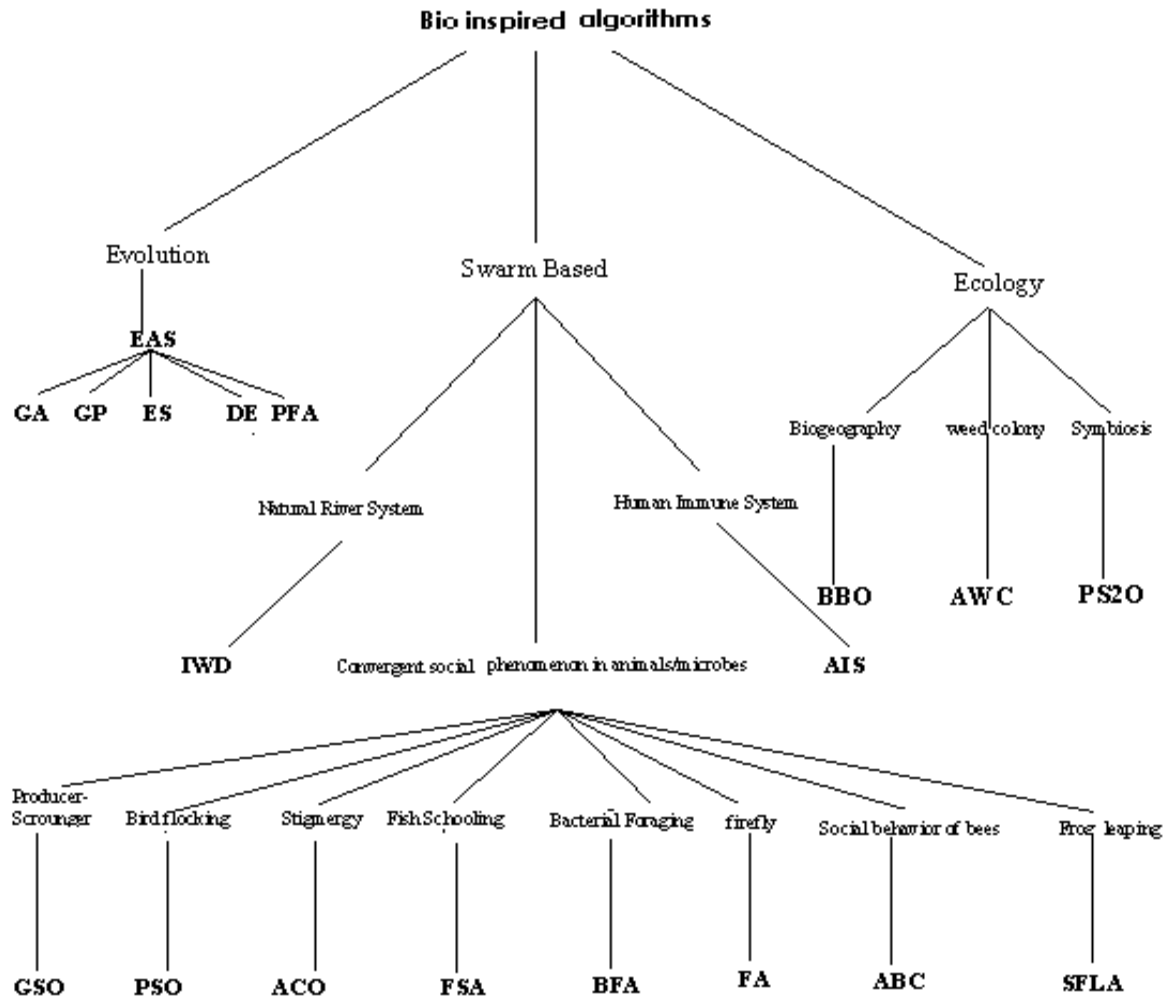 Bio inspired algorithms
Evolution
Swarm Based
Ecology
EAS
GA GP ES DE PFA
Biogeography weed colony Symbiosis
Natural River System
Human Immune System
BBO AWC PS2O
IWD
Convergent social phenomenon in animals/microbes
AIS
Producer-
Scrounger
Bird flocking
Stigmergy
Fish Schooling
Bacterial Foraging
firefly
Social behavior of bees
Frog leaping
GSO PSO ACO FSA BFA FA ABC SFLA